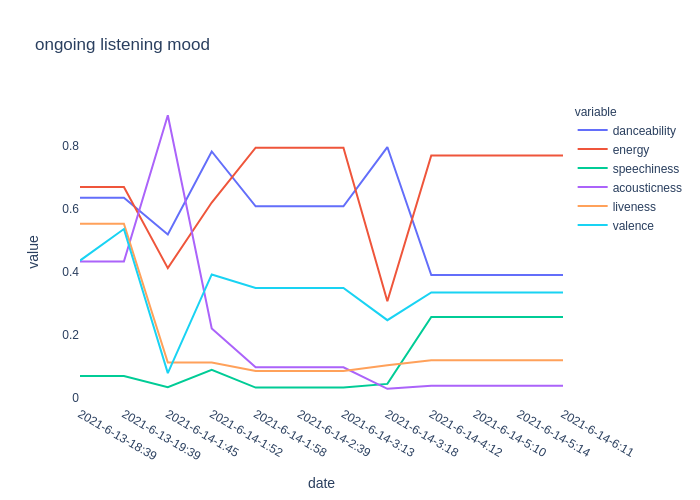 ongoing listening mood
variable
danceability
energy
speechiness
acousticness
liveness
valence
value
0.8
0.6
0.4
0.2
0
2021-6-13-18:39
2021-6-13-19:39
2021-6-14-1:45
2021-6-14-1:52
2021-6-14-1:58
2021-6-14-2:39
2021-6-14-3:13
2021-6-14-3:18
2021-6-14-4:12
2021-6-14-5:10
2021-6-14-5:14
2021-6-14-6:11
date